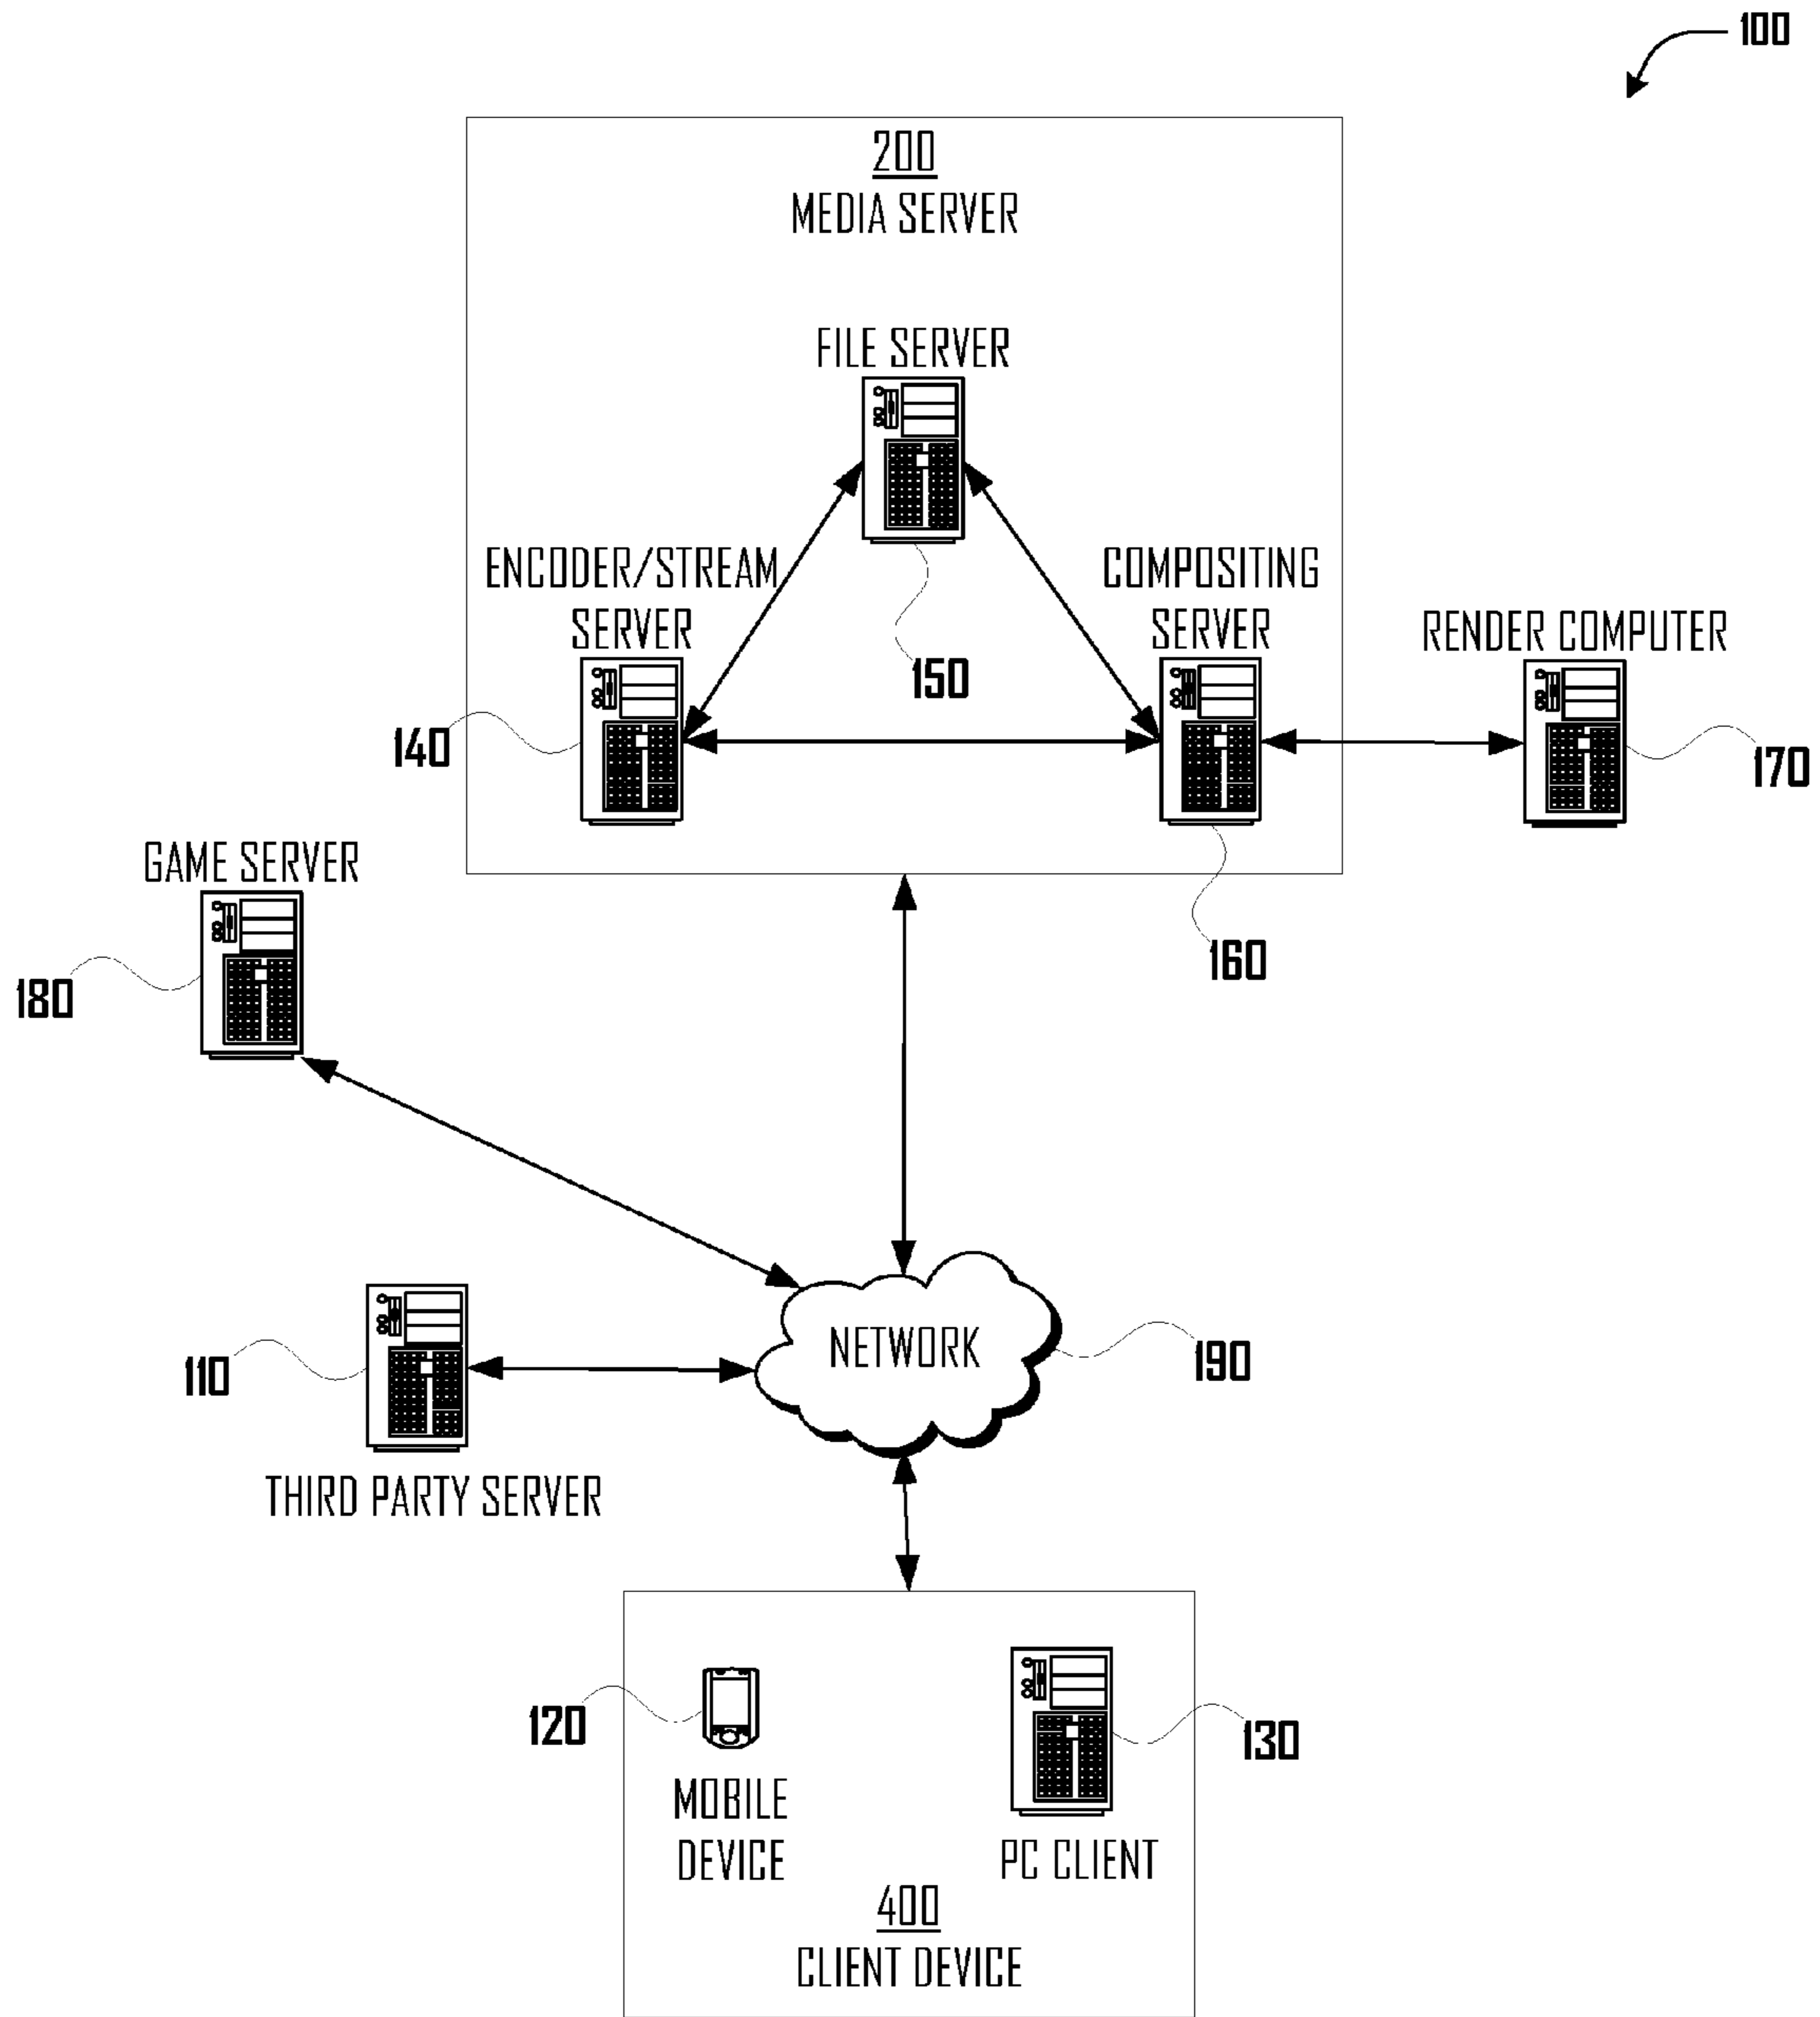 100
200
MEDIA SERVER
FILE SERVER
ENCODER/STREAM
SERVER
COMPOSITING
SERVER
RENDER COMPUTER
150
140
170
GAME SERVER
160
180
NETWORK
190
110
THIRD PARTY SERVER
120
130
MOBILE
DEVICE
PC CLIENT
400
CLIENT DEVICE